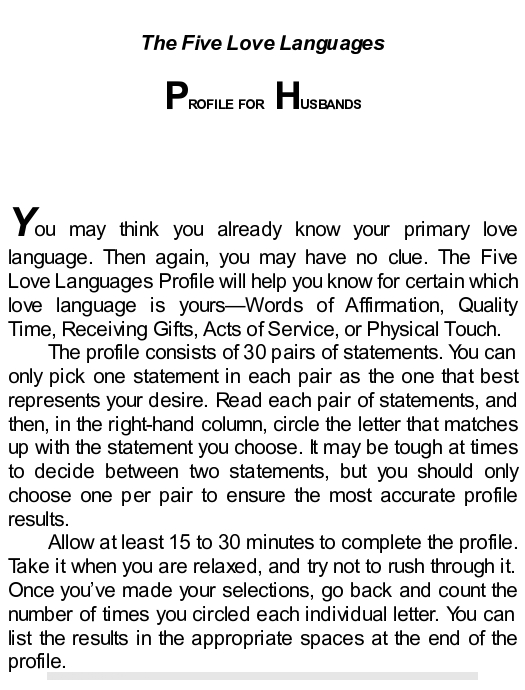 The Five Love Languages
PROFILE FOR HUSBANDS
You may think you already know your primary love
language. Then again, you may have no clue. The Five
Love Languages Profile will help you know for certain which
love language is yours—Words of Affirmation, Quality
Time, Receiving Gifts, Acts of Service, or Physical Touch.
The profile consists of 30 pairs of statements. You can
only pick one statement in each pair as the one that best
represents your desire. Read each pair of statements, and
then, in the right-hand column, circle the letter that matches
up with the statement you choose. It may be tough at times
to decide between two statements, but you should only
choose one per pair to ensure the most accurate profile
results.
Allow at least 15 to 30 minutes to complete the profile.
Take it when you are relaxed, and try not to rush through it.
Once you've made your selections, go back and count the
number of times you circled each individual letter. You can
list the results in the appropriate spaces at the end of the
profile.